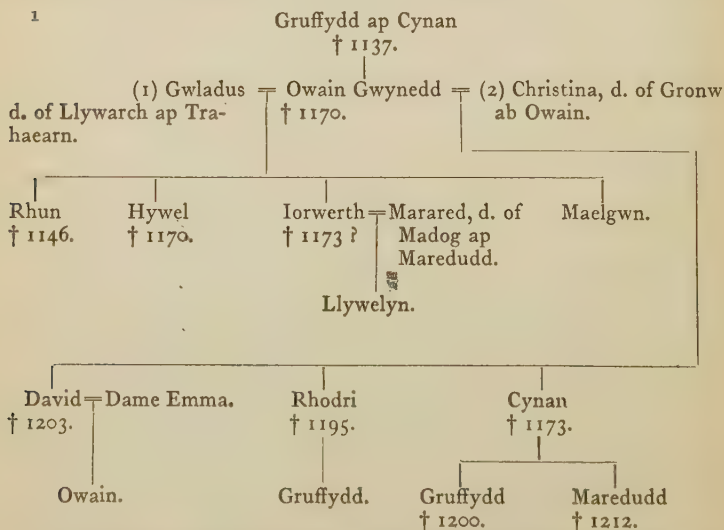 1
Gruffydd ap Cynan
† 1137.
(1) Gwladus = Owain Gwynedd = (2) Christina, d. of Gronw
d. of Llywarch ap Tra- † 1170. ab Owain.
haearn.
Rhun Hywel Iorwerth = Marared, d. of Maelgwn.
† 1146. † 1170. † 1173 ? Madog ap
Maredudd.
Llywelyn.
David = Dame Emma. Rhodri Cynan
† 1203. † 1195. † 1173.
Owain. Gruffydd. Gruffydd Maredudd
† 1200. † 1212.